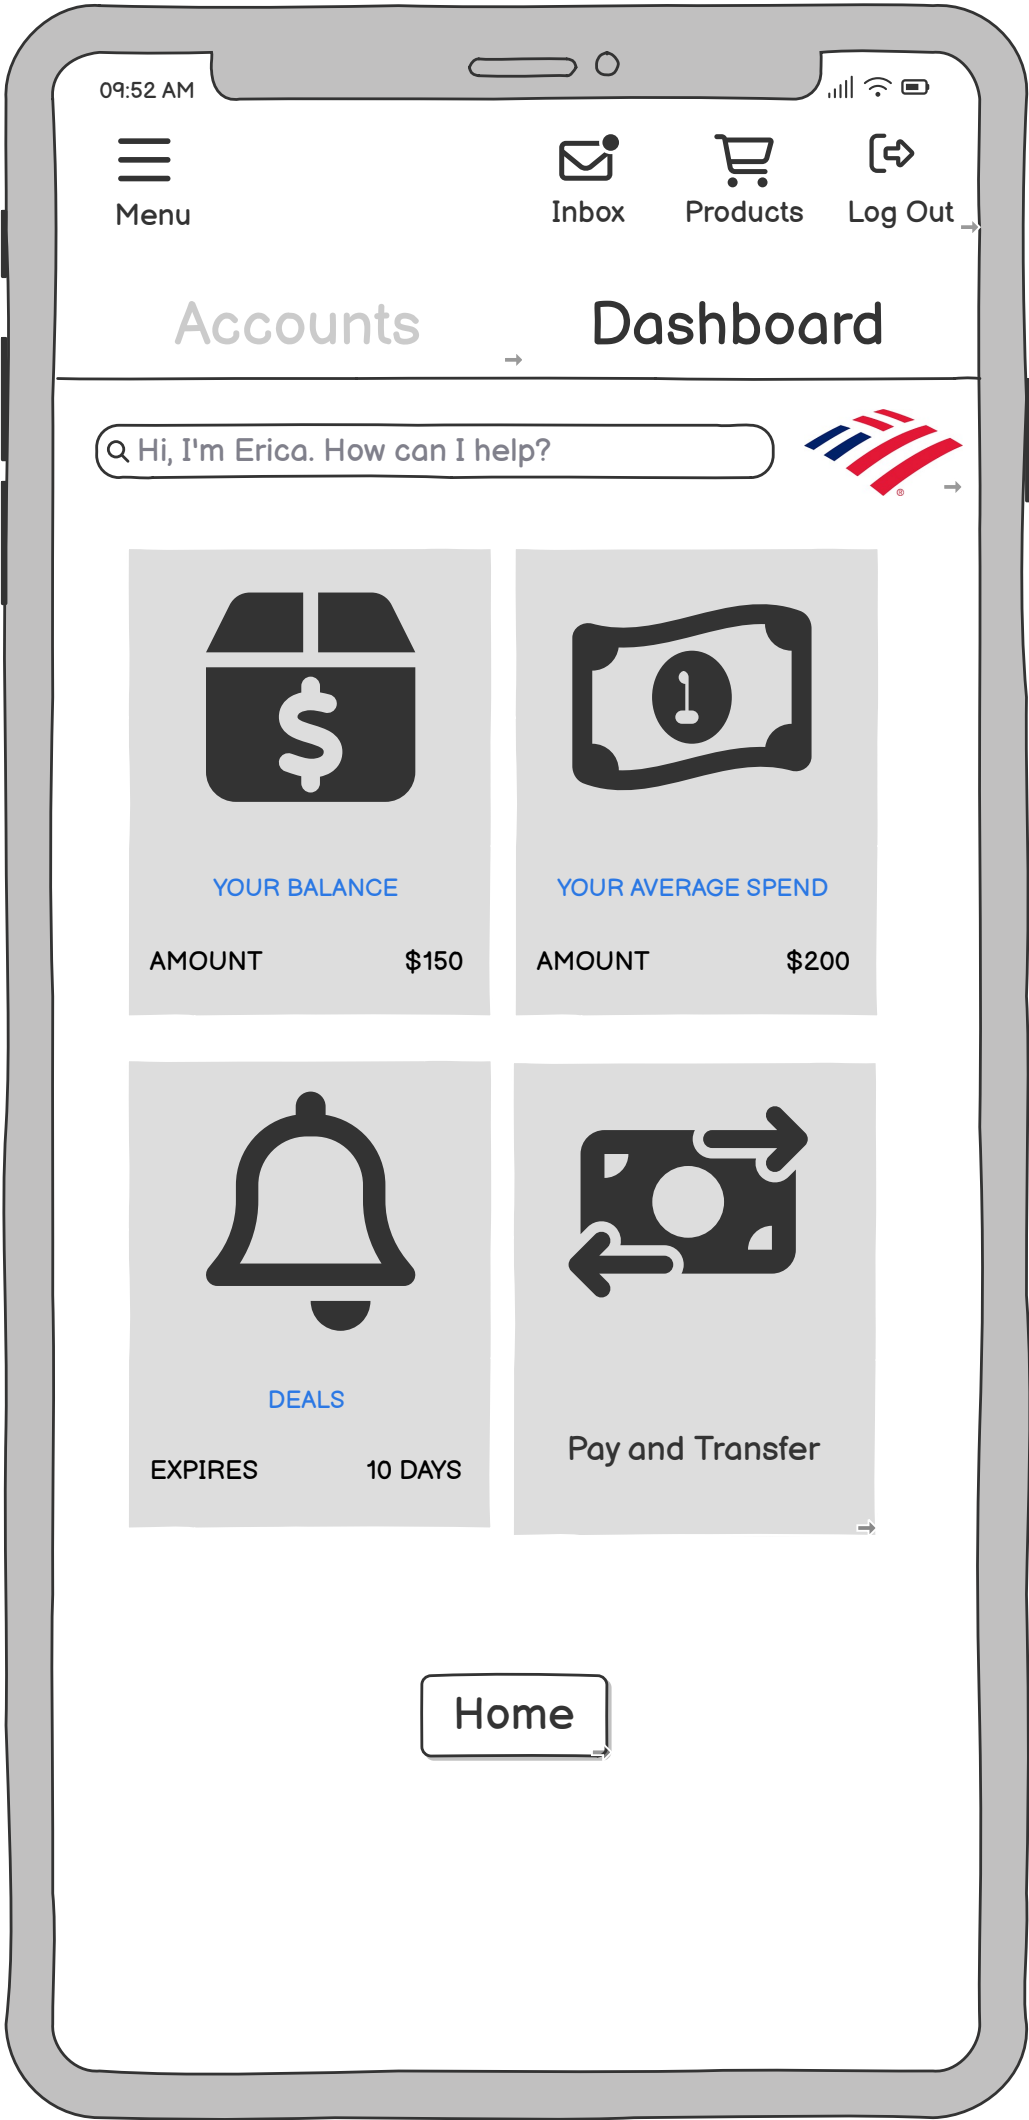 09:52 AM
Menu
Inbox
Products
Log Out
Accounts
Dashboard
Hi, I'm Erica. How can I help?
®
1
$
YOUR BALANCE
YOUR AVERAGE SPEND
AMOUNT $150
AMOUNT $200
DEALS
EXPIRES 10 DAYS
Pay and Transfer
Home